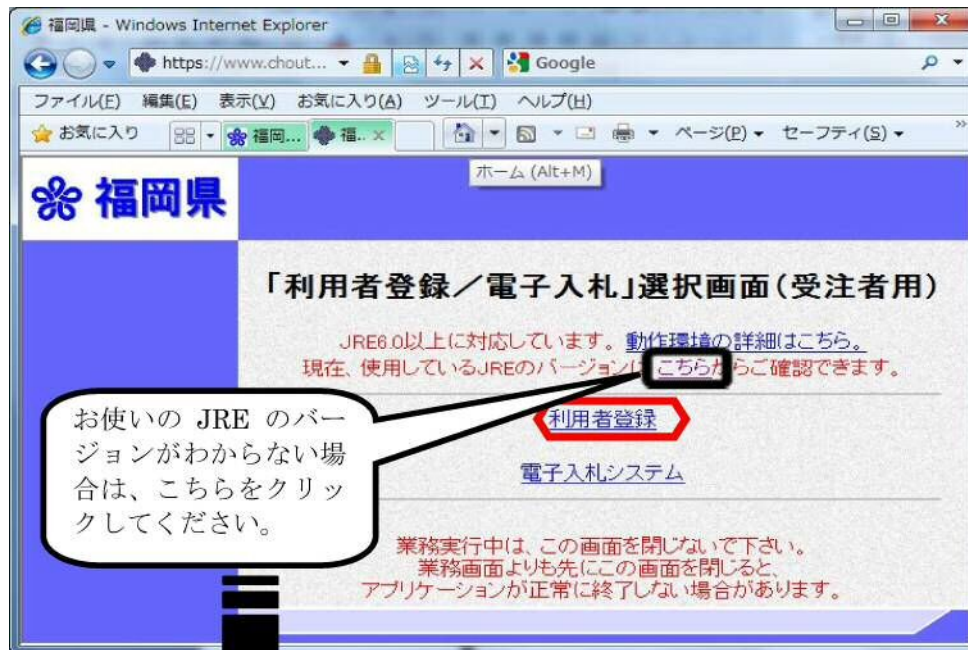 福岡県 - Windows Internet Explorer
https://www.chout...
Google
ファイル(F) 編集(E) 表示(V) お気に入り(A) ツール(T) ヘルプ(H)
お気に入り
福岡...
福..
ページ(P)
セーフティ(S)
ホーム (Alt+M)
福岡県
「利用者登録／電子入札」選択画面(受注者用)
JRE6.0以上に対応しています。動作環境の詳細はこちら。
現在、使用しているJREのバージョンは こちらからご確認できます。
お使いの JRE のバー
ジョンがわからない場
合は、こちらをクリッ
クしてください。
利用者登録
電子入札システム
業務実行中は、この画面を閉じないで下さい。
業務画面よりも先にこの画面を閉じると、
アプリケーションが正常に終了しない場合があります。